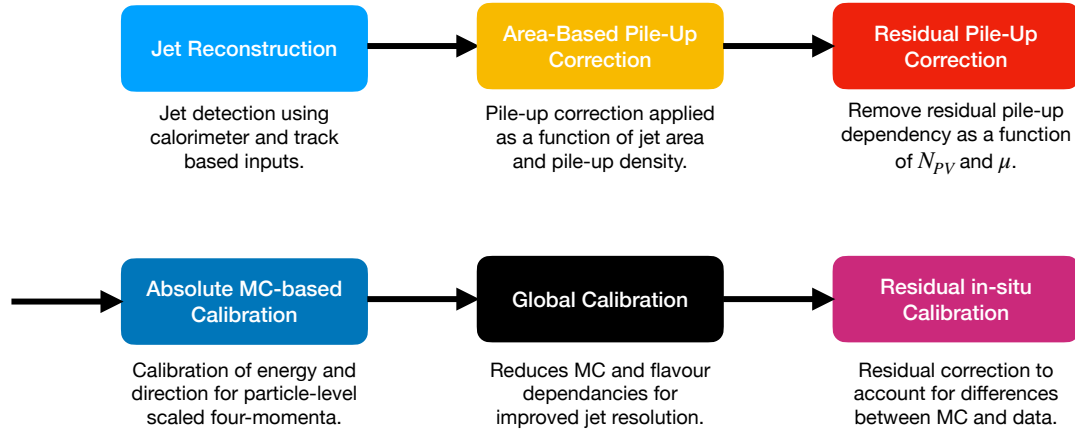 Jet Reconstruction
Jet detection using
calorimeter and track
based inputs.
Area-Based Pile-Up
Correction
Pile-up correction applied
as a function of jet area
and pile-up density.
Residual Pile-Up
Correction
Remove residual pile-up
dependency as a function
of N_{PV} and μ.
Absolute MC-based
Calibration
Calibration of energy and
direction for particle-level
scaled four-momenta.
Global Calibration
Reduces MC and flavour
dependancies for
improved jet resolution.
Residual in-situ
Calibration
Residual correction to
account for differences
between MC and data.